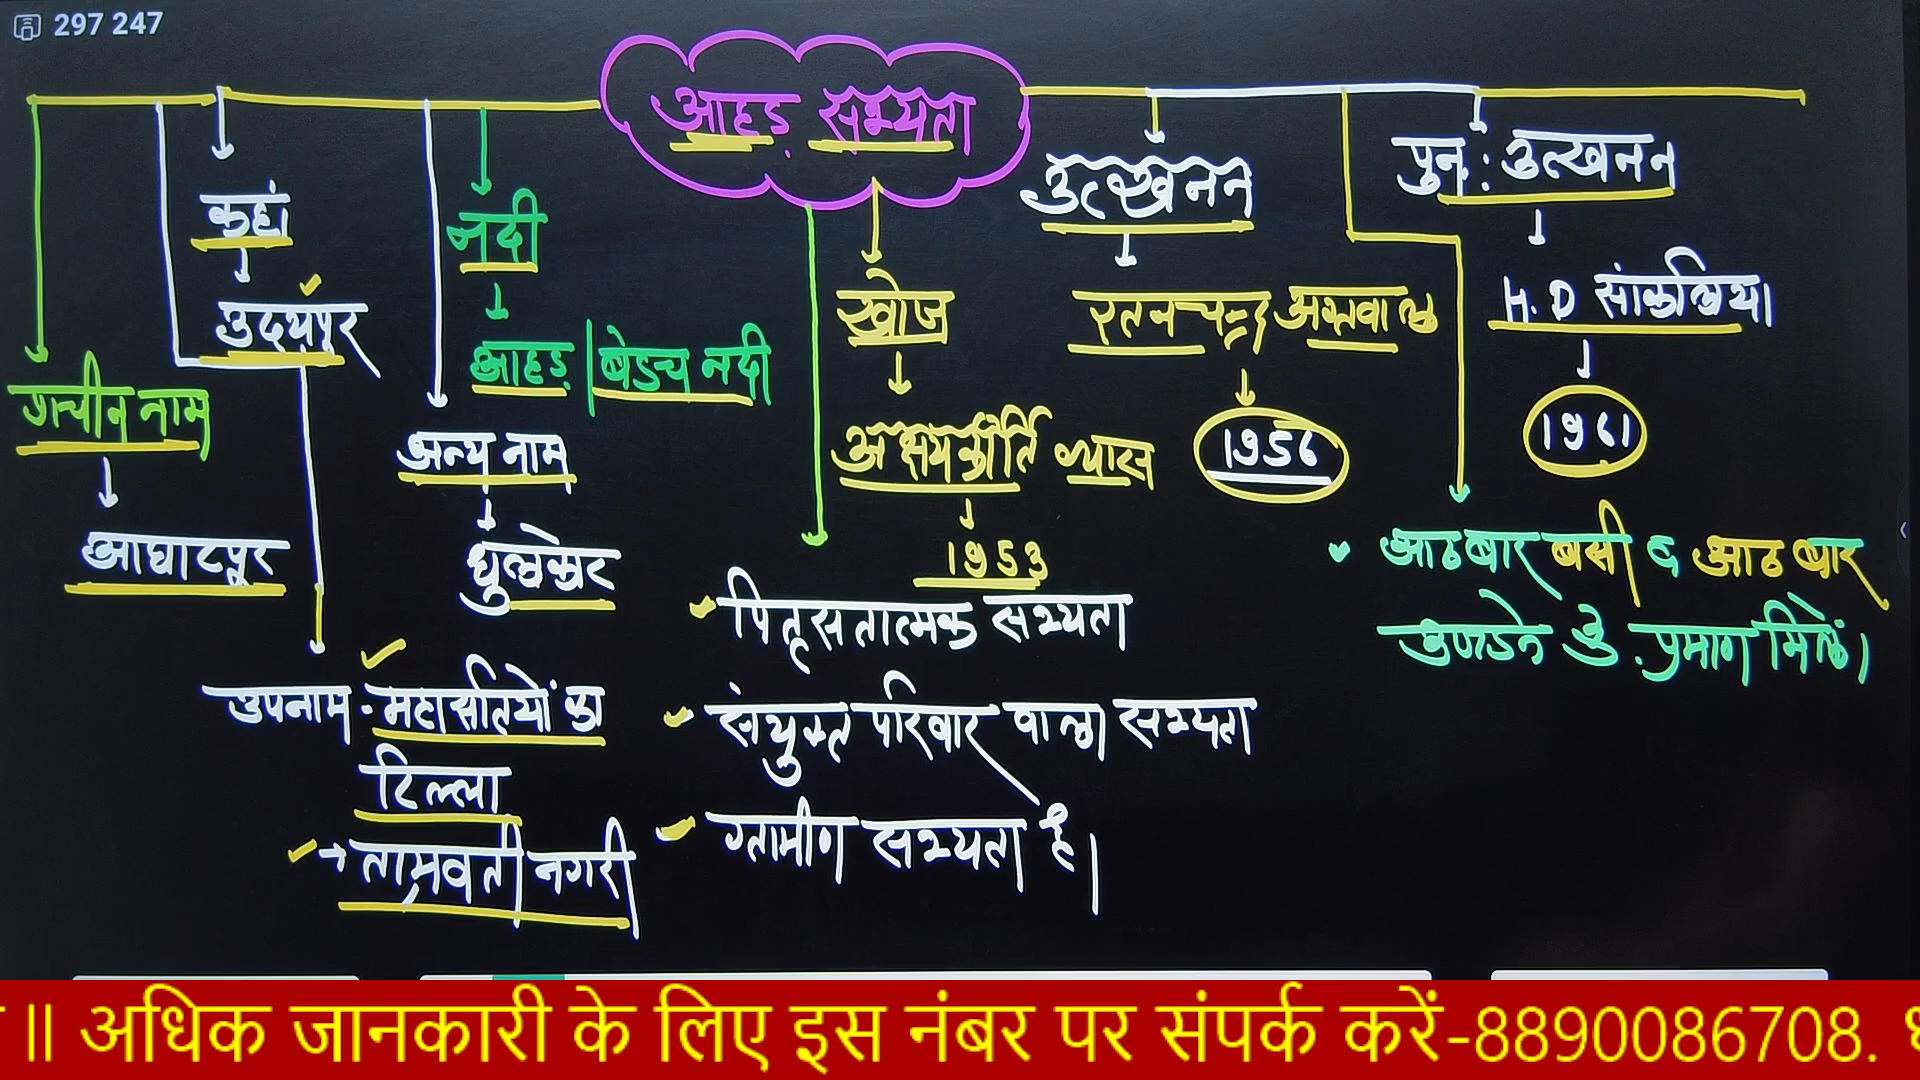 297 247
आहड़ सभ्यता
प्राचीन नाम
आघाटपूर
कहां
उदयपूर
उपनाम - महासतियों का
टिल्ला
→ ताम्रवती नगरी
अन्य नाम
धुलकोट
नदी
आहड़ | बेडच नदी
खोज
अक्षयकीर्ति व्यास
1953
पितृसतात्मक सभ्यता
संयुक्त परिवार वाला सभ्यता
ग्रामीण सभ्यता है।
उत्खनन
रतनचन्द्र अग्रवाल
1956
पुन: उत्खनन
H. D सांकलिया
1961
आठ बार बसी व आठ बार
उजडने के प्रमाण मिले।
॥ अधिक जानकारी के लिए इस नंबर पर संपर्क करें-8890086708.